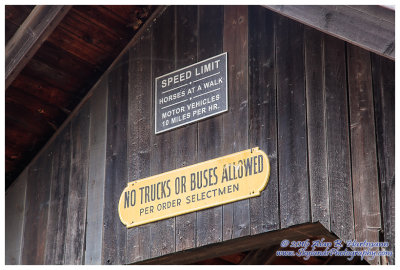 SPEED LIMIT
HORSES AT A WALK
MOTOR VEHICLES
10 MILES PER HR.
NO TRUCKS OR BUSES ALLOWED
PER ORDER SELECTMEN